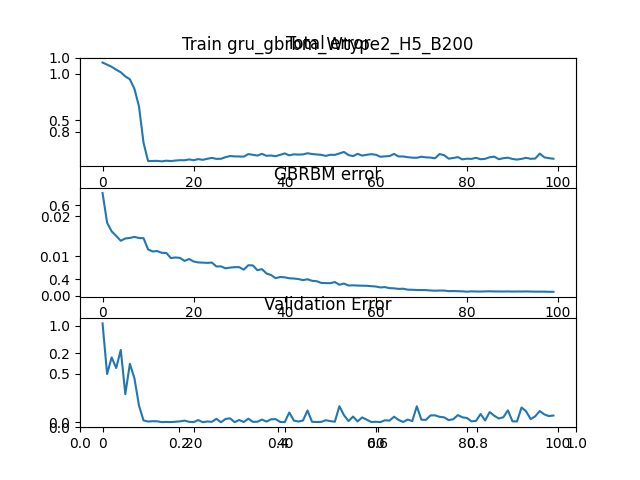 Train gru_gbrbm_Wtype2_H5_B200
Total error
1.0
1.0
0.5
0.8
0 20 40 60 80 100
GBRBM error
0.6
0.02
0.01
0.4
0.00
0 20 40 60 80 100
Validation Error
1.0
0.2
0.5
0.0
0.0
0.0 0 0.2 20 0.4 40 0.6 60 80 0.8 100 1.0